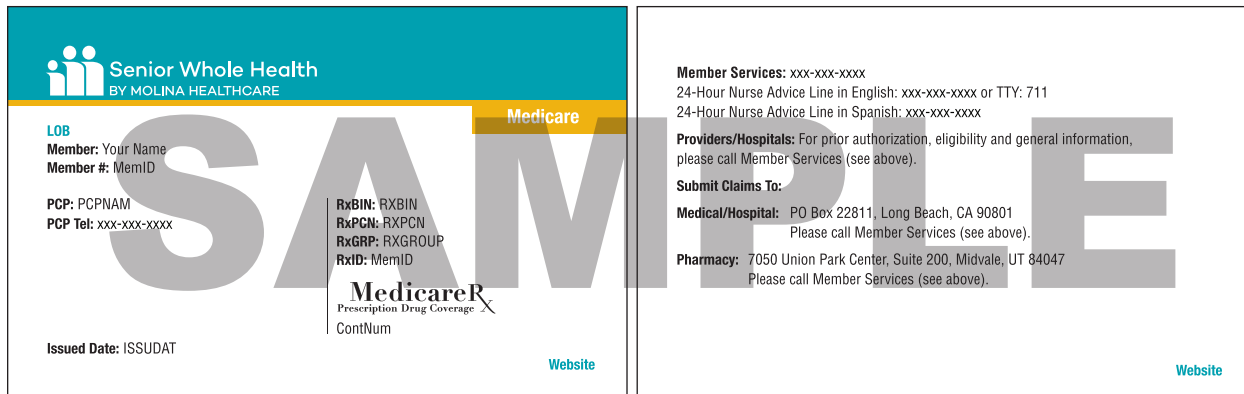 Senior Whole Health
BY MOLINA HEALTHCARE
Medicare
LOB
Member: Your Name
Member #: MemID
PCP: PCPNAM
PCP Tel: xxx-xxx-xxxx
RxBIN: RXBIN
RxPCN: RXPCN
RxGRP: RXGROUP
RxID: MemID
MedicareRx
Prescription Drug Coverage
ContNum
Issued Date: ISSUDAT
Website
Member Services: xxx-xxx-xxxx
24-Hour Nurse Advice Line in English: xxx-xxx-xxxx or TTY: 711
24-Hour Nurse Advice Line in Spanish: xxx-xxx-xxxx
Providers/Hospitals: For prior authorization, eligibility and general information,
please call Member Services (see above).
Submit Claims To:
Medical/Hospital: PO Box 22811, Long Beach, CA 90801
Please call Member Services (see above).
Pharmacy: 7050 Union Park Center, Suite 200, Midvale, UT 84047
Please call Member Services (see above).
Website
SAMPLE